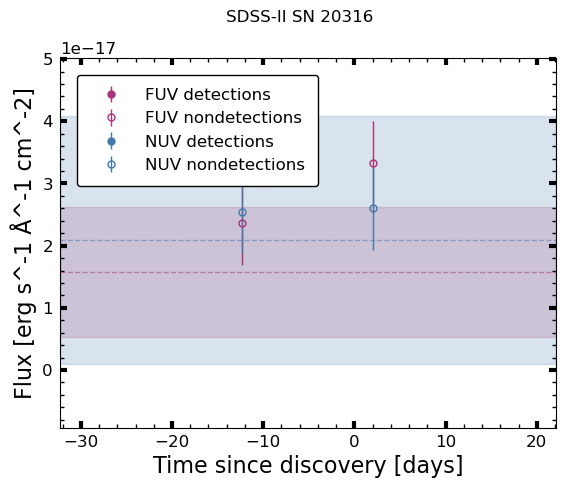 SDSS-II SN 20316
1e−17
5
4
3
2
1
0
Flux [erg s^-1 Å^-1 cm^-2]
FUV detections
FUV nondetections
NUV detections
NUV nondetections
−30 −20 −10 0 10 20
Time since discovery [days]